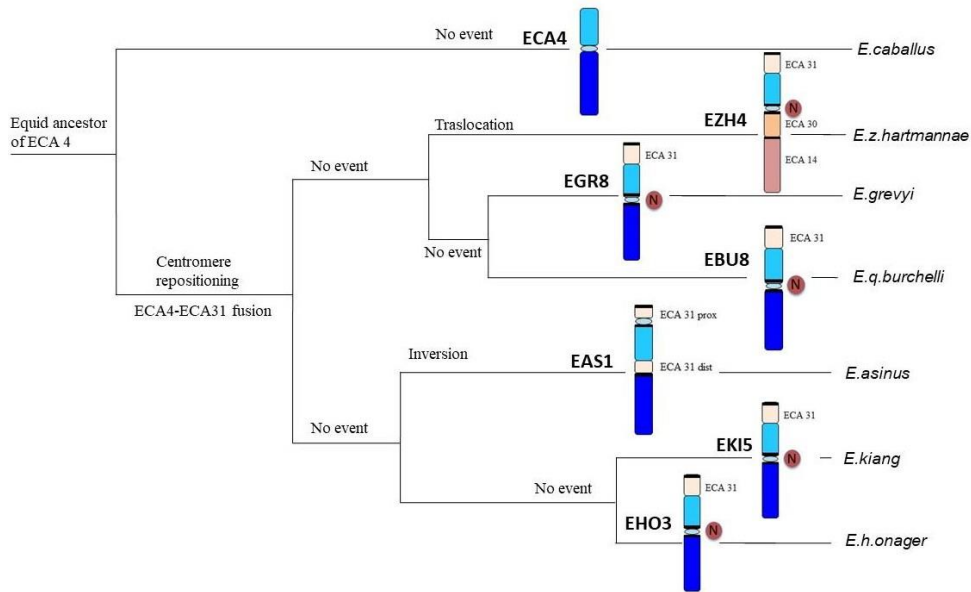 No event
ECA4
E.caballus
ECA 31
Equid ancestor
of ECA 4
Traslocation
EZH4
N
ECA 30
E.z.hartmannae
ECA 14
No event
ECA 31
EGR8
N
E.grevyi
No event
ECA 31
EBU8
N
E.q.burchelli
Centromere
repositioning
ECA4-ECA31 fusion
ECA 31 prox
Inversion
EAS1
ECA 31 dist
E.asinus
No event
ECA 31
EKI5
N
E.kiang
No event
ECA 31
EHO3
N
E.h.onager